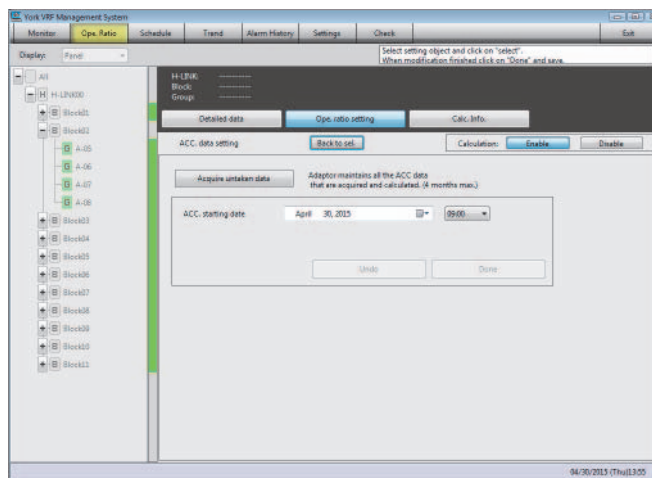 York VRF Management System
Monitor Ope. Ratio Schedule Trend Alarm History Settings Check Exit
Display: Panel
Select setting object and click on "select".
When modification finished click on "Done" and save.
All
H H-LINK00
B Block01
B Block02
G A-05
G A-06
G A-07
G A-08
B Block03
B Block04
B Block05
B Block06
B Block07
B Block08
B Block09
B Block10
B Block11
H-LINK: ----------
Block: ----------
Group: ----------
Detailed data Ope. ratio setting Calc. Info.
ACC. data setting Back to sel. Calculation: Enable Disable
Acquire untaken data
Adaptor maintains all the ACC data
that are acquired and calculated. (4 months max.)
ACC. starting date April 30, 2015 09:00
Undo Done
04/30/2015 (Thu)13:55